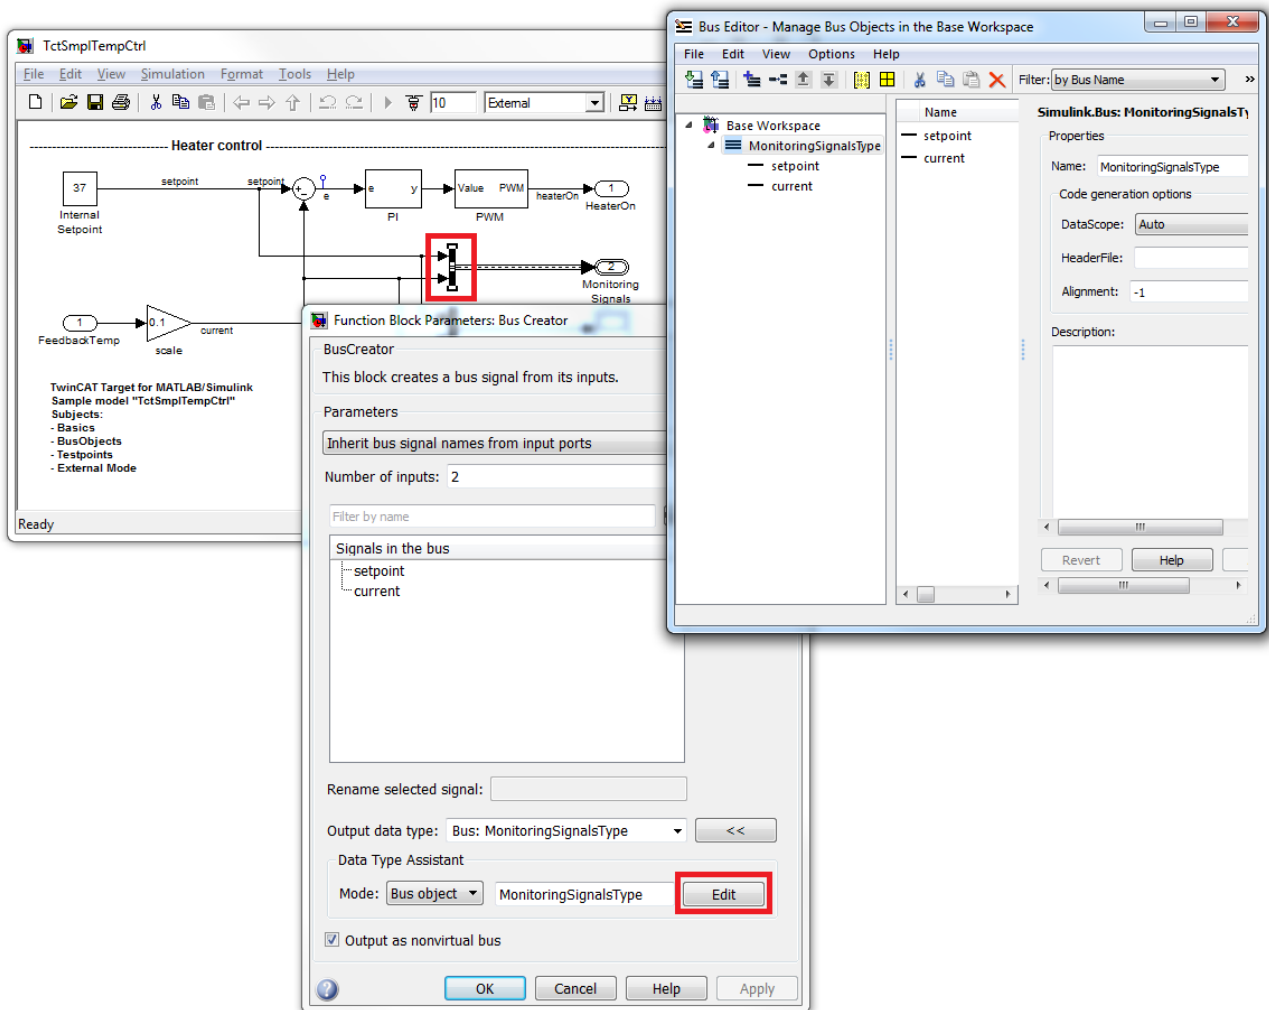 TctSmplTempCtrl
File Edit View Simulation Format Tools Help
10 External
Heater control
37
Internal
Setpoint
setpoint
setpoint
e
e y
PI
Value PWM
PWM
heaterOn
1
HeaterOn
2
Monitoring
Signals
1
FeedbackTemp
0.1
scale
current
TwinCAT Target for MATLAB/Simulink
Sample model "TctSmplTempCtrl"
Subjects:
- Basics
- BusObjects
- Testpoints
- External Mode
Ready
Function Block Parameters: Bus Creator
BusCreator
This block creates a bus signal from its inputs.
Parameters
Inherit bus signal names from input ports
Number of inputs: 2
Filter by name
Signals in the bus
setpoint
current
Rename selected signal:
Output data type: Bus: MonitoringSignalsType <<
Data Type Assistant
Mode: Bus object MonitoringSignalsType Edit
Output as nonvirtual bus
OK Cancel Help Apply
Bus Editor - Manage Bus Objects in the Base Workspace
File Edit View Options Help
Filter: by Bus Name »
Base Workspace
MonitoringSignalsType
setpoint
current
Name
setpoint
current
Simulink.Bus: MonitoringSignalsTy
Properties
Name: MonitoringSignalsType
Code generation options
DataScope: Auto
HeaderFile:
Alignment: -1
Description:
Revert Help